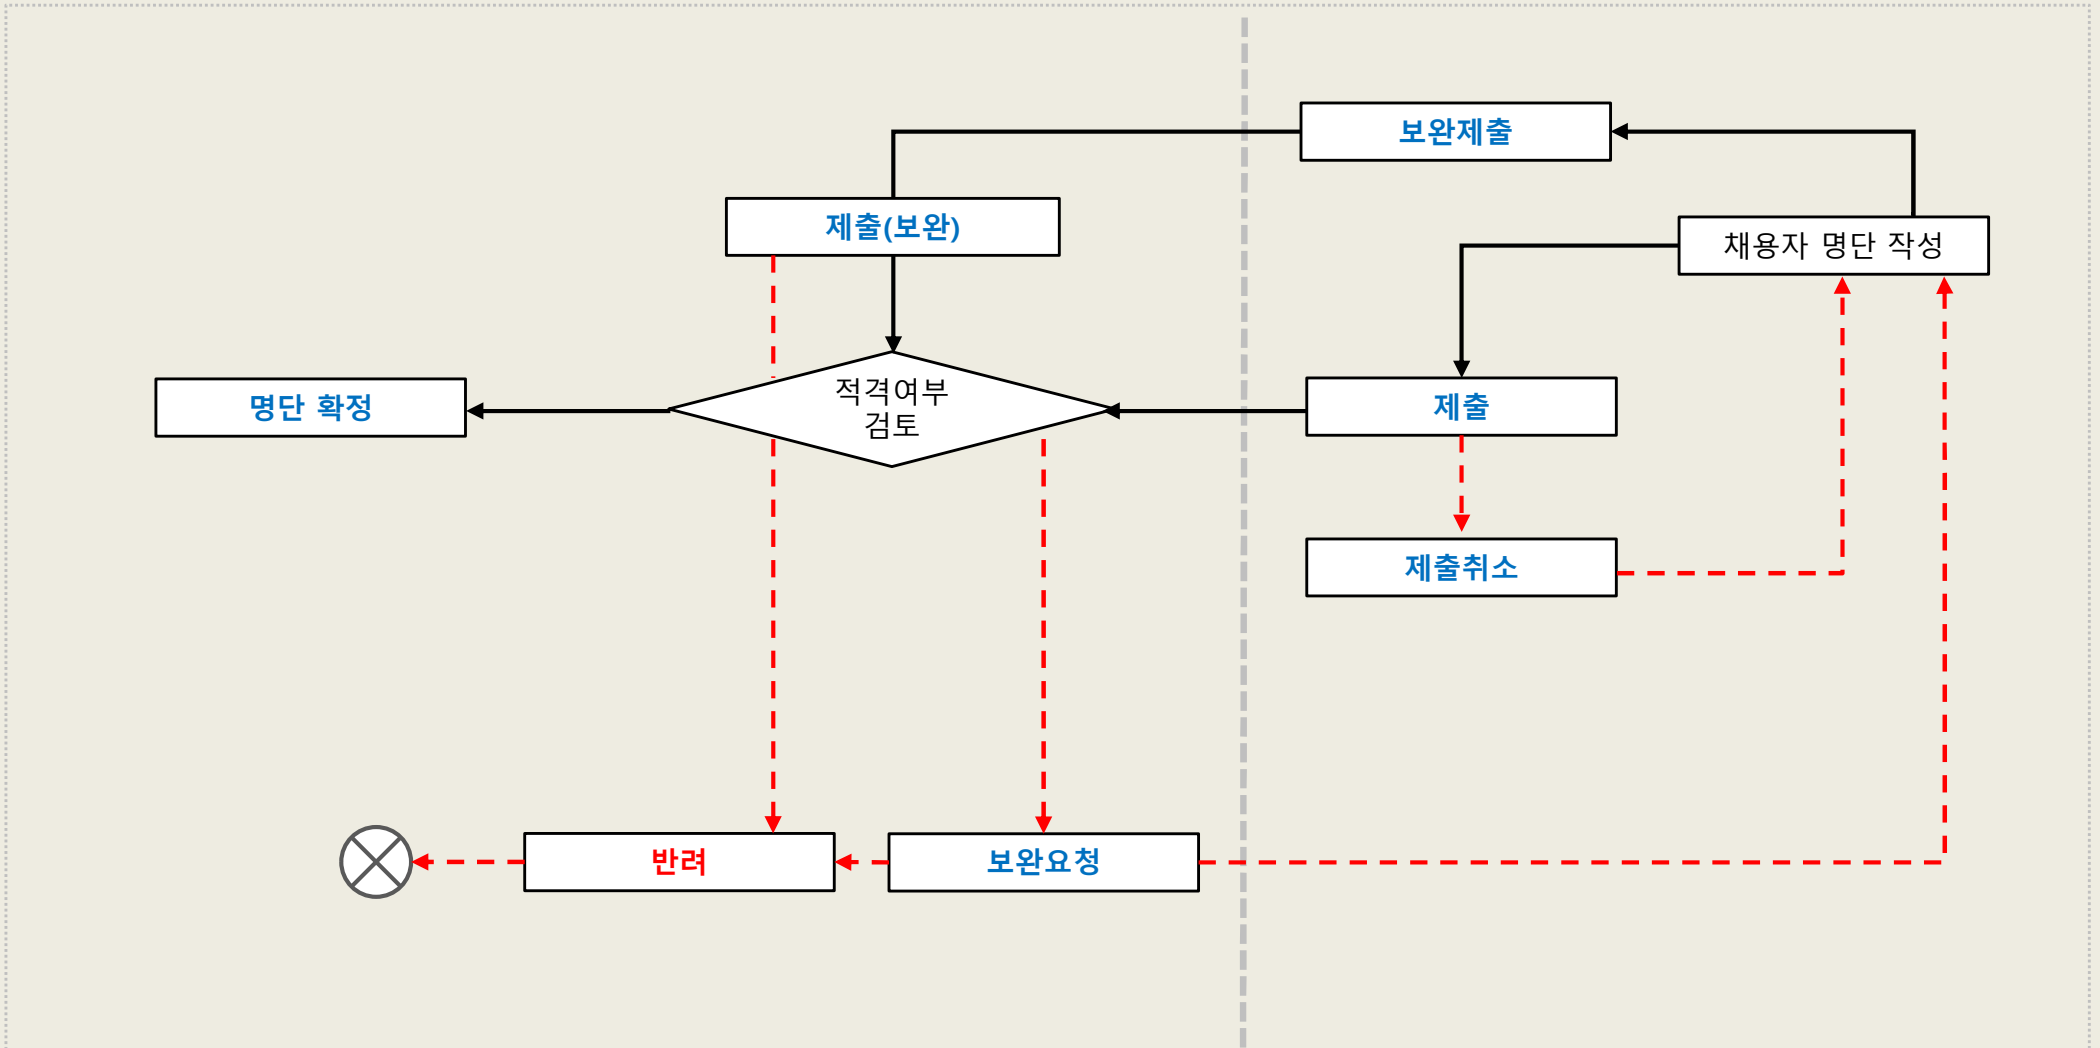 보완제출
제출(보완)
채용자 명단 작성
명단 확정
적격여부
검토
제출
제출취소
반려
보완요청